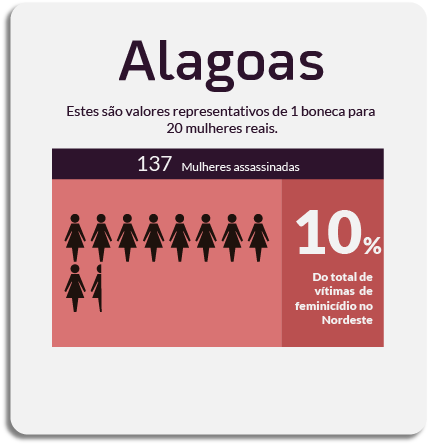 Alagoas
Estes são valores representativos de 1 boneca para
20 mulheres reais.
137 Mulheres assassinadas
10%
Do total de
vítimas de
feminicídio no
Nordeste